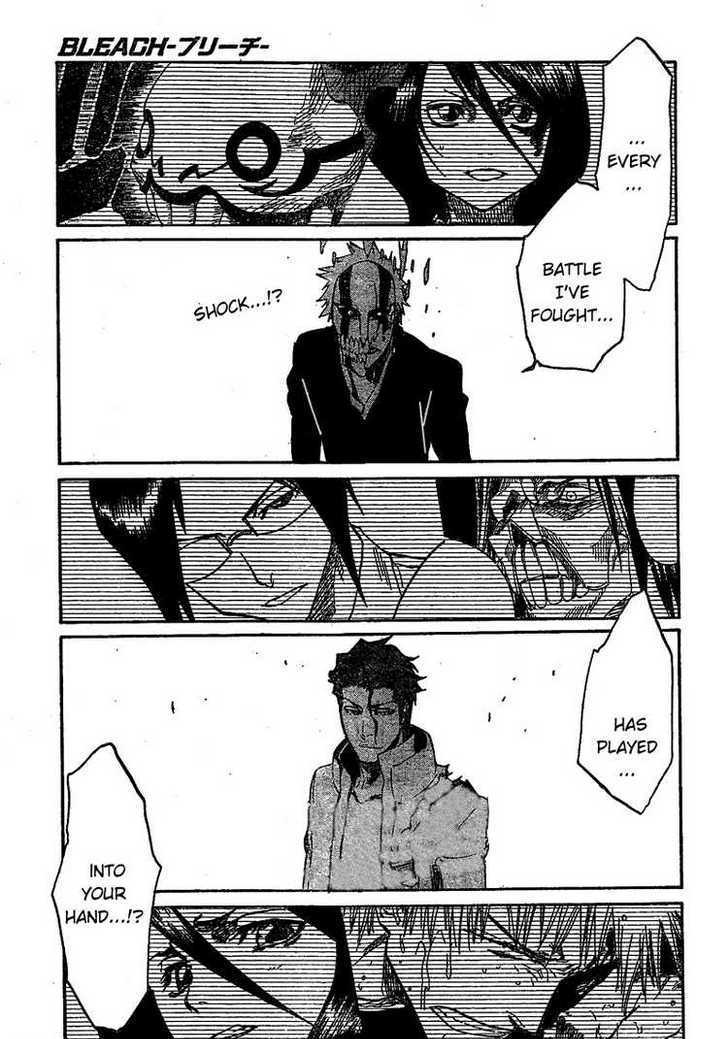 BLEACH-ブリーチ-
...
EVERY
...
BATTLE
I'VE
FOUGHT...
SHOCK...!?
HAS
PLAYED
...
INTO
YOUR
HAND...!?